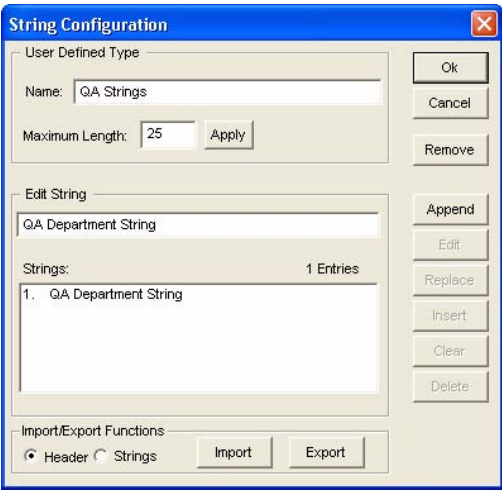 String Configuration
User Defined Type
Ok
Name: QA Strings
Cancel
Maximum Length: 25 Apply
Remove
Edit String
Append
QA Department String
Edit
Strings: 1 Entries
Replace
1. QA Department String
Insert
Clear
Delete
Import/Export Functions
Header Strings Import Export